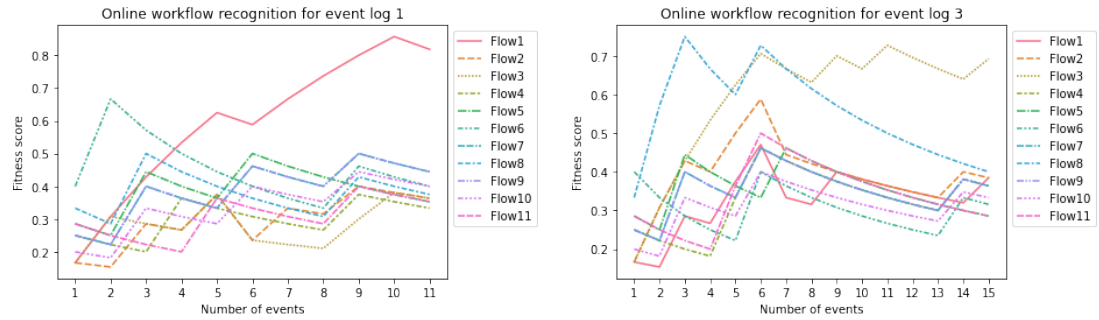 Online workflow recognition for event log 1
Fitness score
0.8
0.7
0.6
0.5
0.4
0.3
0.2
1 2 3 4 5 6 7 8 9 10 11
Number of events
Flow1
Flow2
Flow3
Flow4
Flow5
Flow6
Flow7
Flow8
Flow9
Flow10
Flow11
Online workflow recognition for event log 3
Fitness score
0.7
0.6
0.5
0.4
0.3
0.2
1 2 3 4 5 6 7 8 9 10 11 12 13 14 15
Number of events
Flow1
Flow2
Flow3
Flow4
Flow5
Flow6
Flow7
Flow8
Flow9
Flow10
Flow11